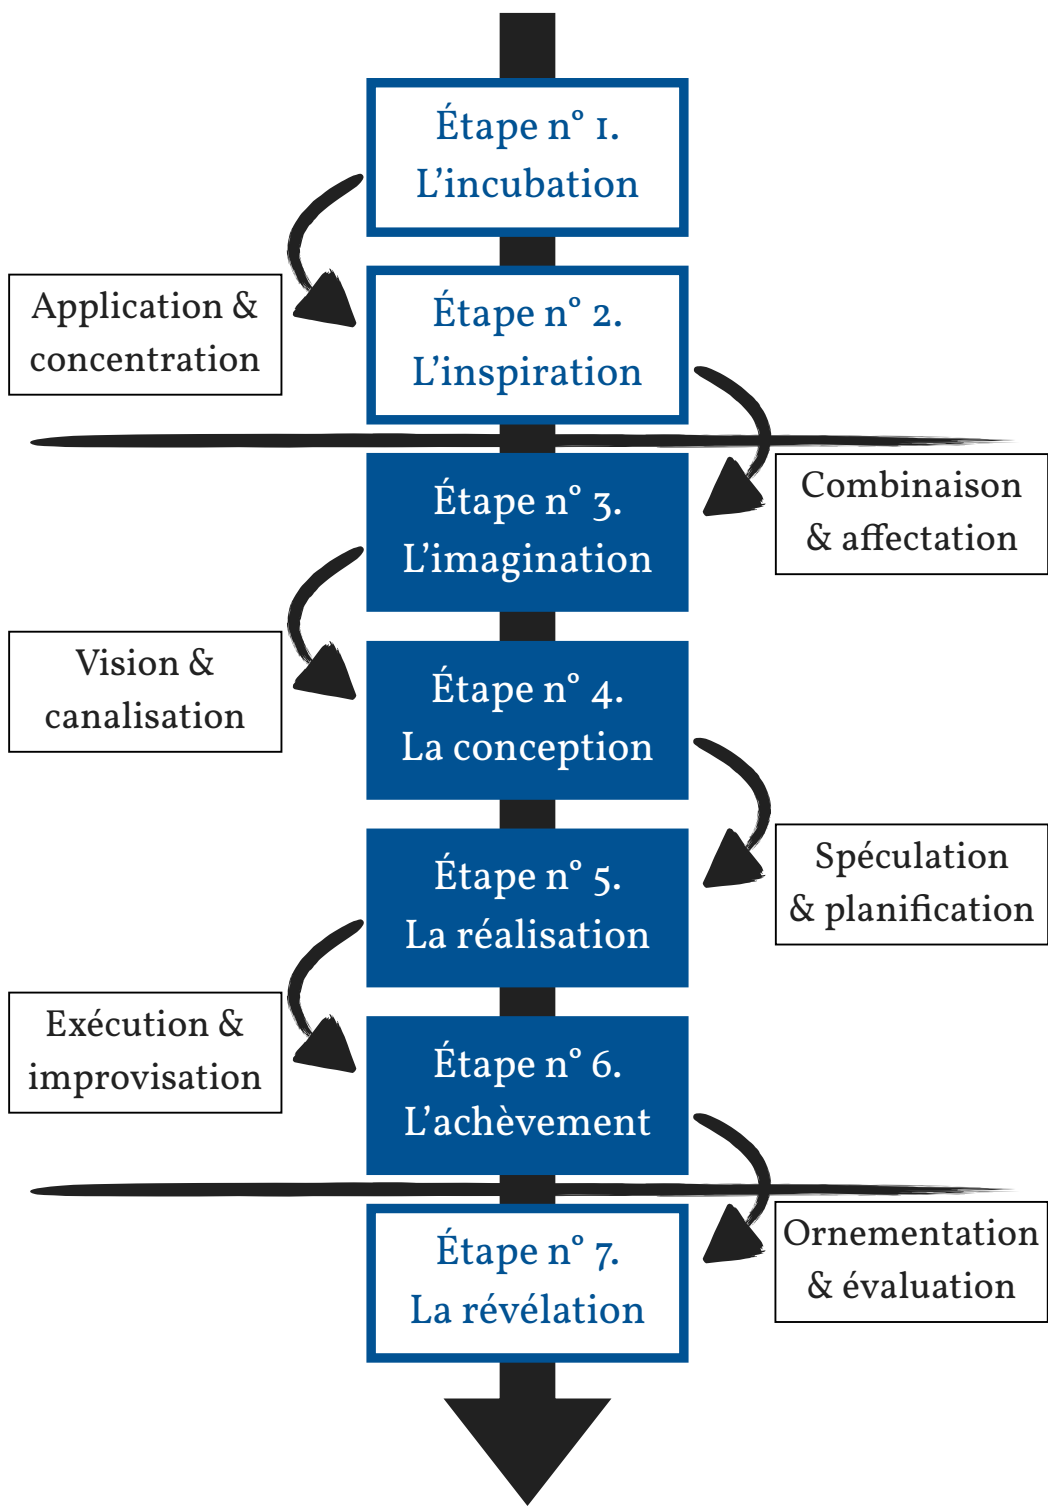 Étape n° 1.
L’incubation
Application &
concentration
Étape n° 2.
L’inspiration
Combinaison
& affectation
Étape n° 3.
L’imagination
Vision &
canalisation
Étape n° 4.
La conception
Spéculation
& planification
Étape n° 5.
La réalisation
Exécution &
improvisation
Étape n° 6.
L’achèvement
Ornementation
& évaluation
Étape n° 7.
La révélation